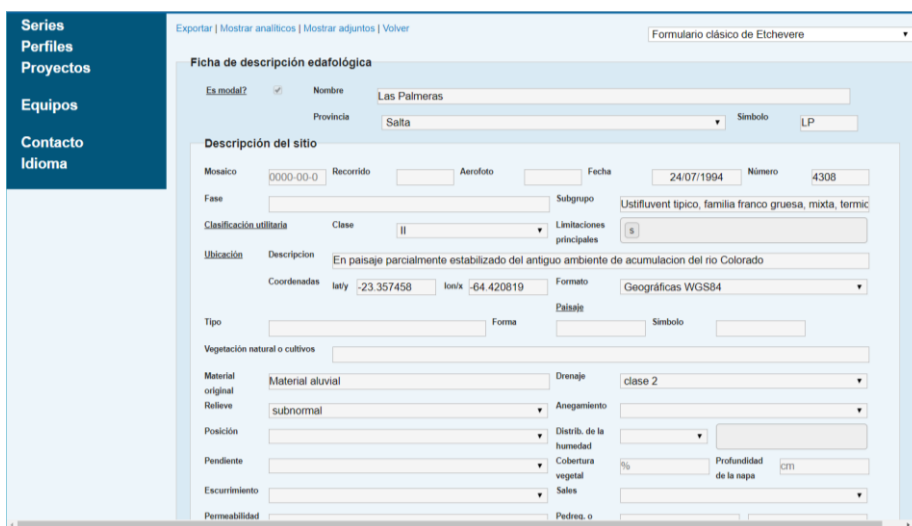 Series
Perfiles
Proyectos
Equipos
Contacto
Idioma
Exportar | Mostrar analíticos | Mostrar adjuntos | Volver
Formulario clásico de Etchevere
Ficha de descripción edafológica
Es modal? Nombre Las Palmeras
Provincia Salta Símbolo LP
Descripción del sitio
Mosaico 0000-00-0 Recorrido Aerofoto Fecha 24/07/1994 Número 4308
Fase Subgrupo Ustifluvent tipico, familia franco gruesa, mixta, termic
Clasificación utilitaria Clase II Limitaciones principales s
Ubicación Descripcion En paisaje parcialmente estabilizado del antiguo ambiente de acumulacion del rio Colorado
Coordenadas lat/y -23.357458 lon/x -64.420819 Formato Geográficas WGS84
Paisaje
Tipo Forma Símbolo
Vegetación natural o cultivos
Material original Material aluvial Drenaje clase 2
Relieve subnormal Anegamiento
Posición Distrib. de la humedad
Pendiente Cobertura vegetal % Profundidad de la napa cm
Escurrimiento Sales
Permeabilidad Pedreg. o